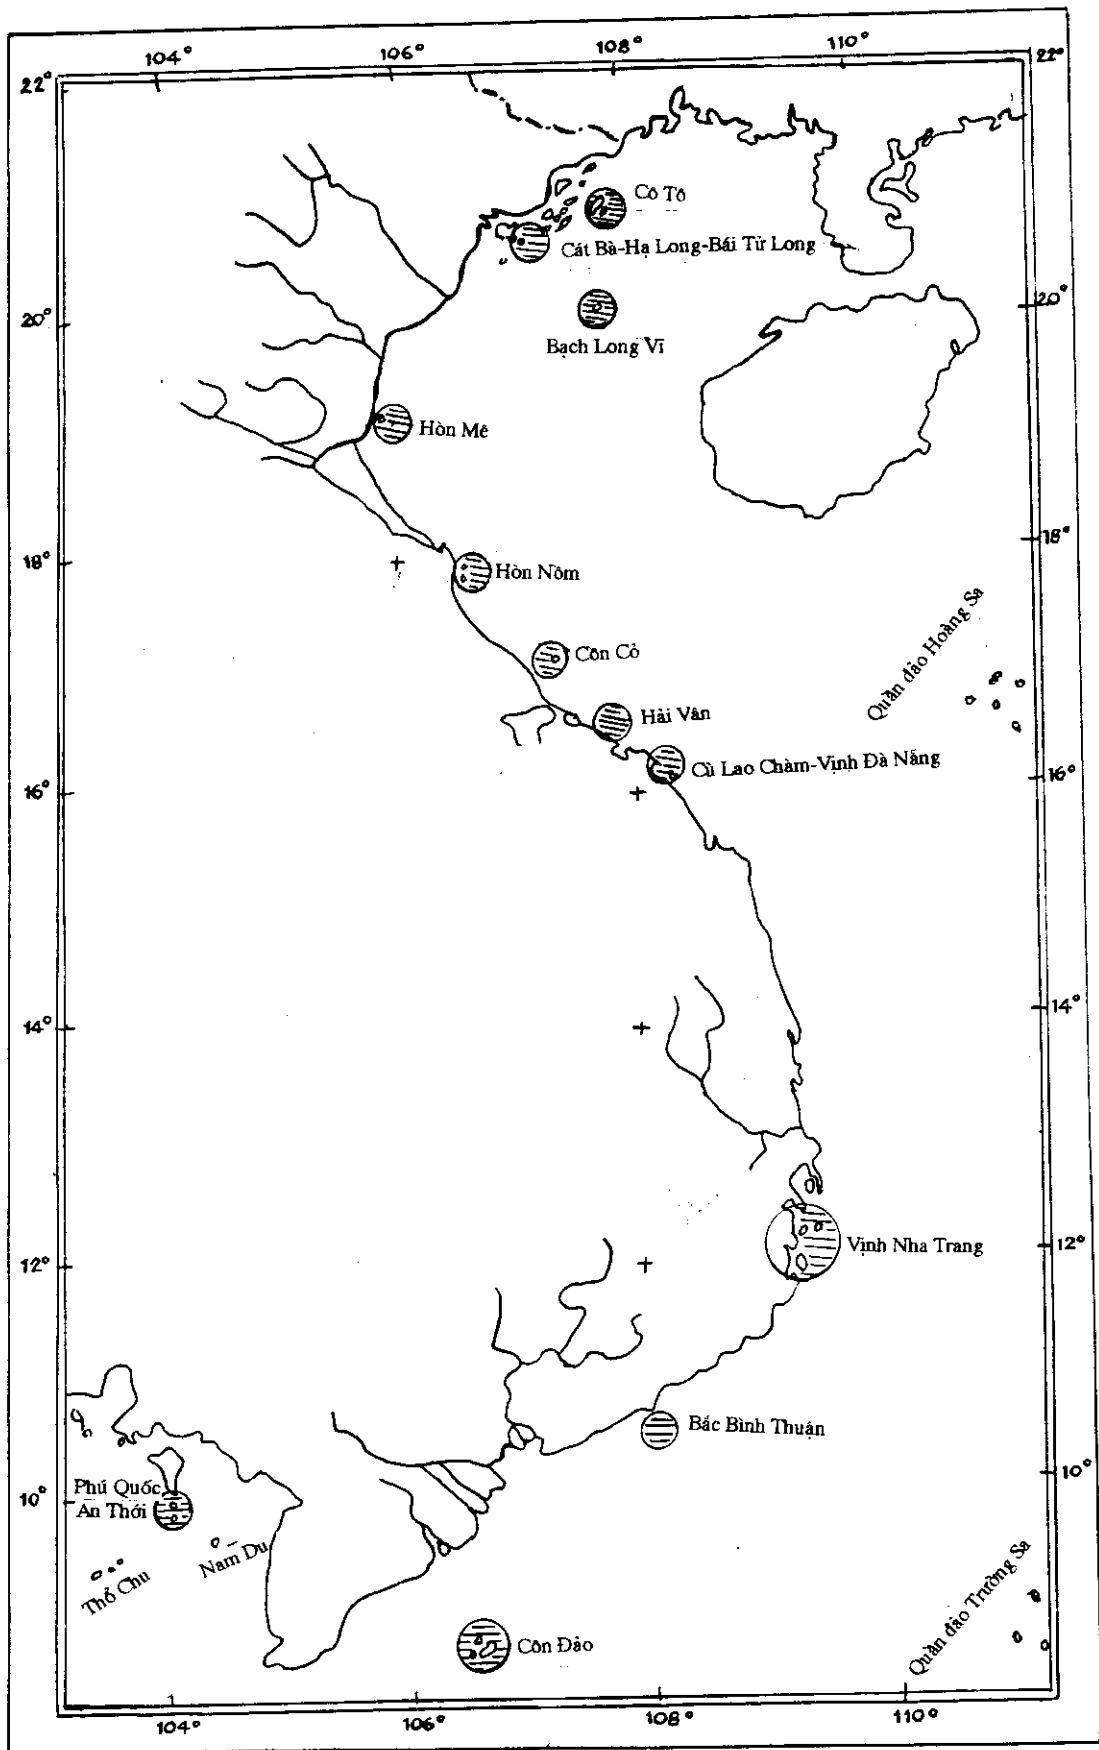 104° 106° 108° 110°
22° 22°
Cô Tô
Cát Bà-Hạ Long-Bái Tử Long
20° 20°
Bạch Long Vĩ
Hòn Mê
18° 18°
Hòn Nôm
Quần đảo Hoàng Sa
Côn Cỏ
Hải Vân
Cù Lao Chàm-Vịnh Đà Nẵng
16° 16°
14° 14°
Vịnh Nha Trang
12° 12°
Bắc Bình Thuận
Phú Quốc
An Thới
10° 10°
Nam Du
Thổ Chu
Quần đảo Trường Sa
Côn Đảo
104° 106° 108° 110°